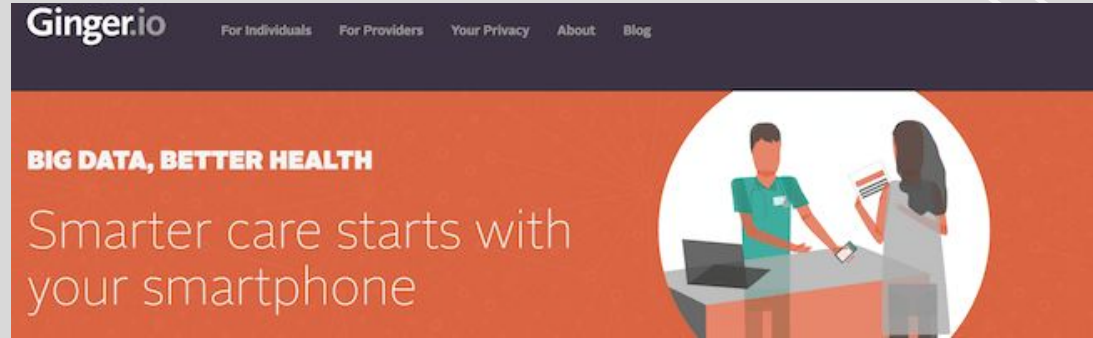 Ginger.io
For Individuals For Providers Your Privacy About Blog
BIG DATA, BETTER HEALTH
Smarter care starts with
your smartphone